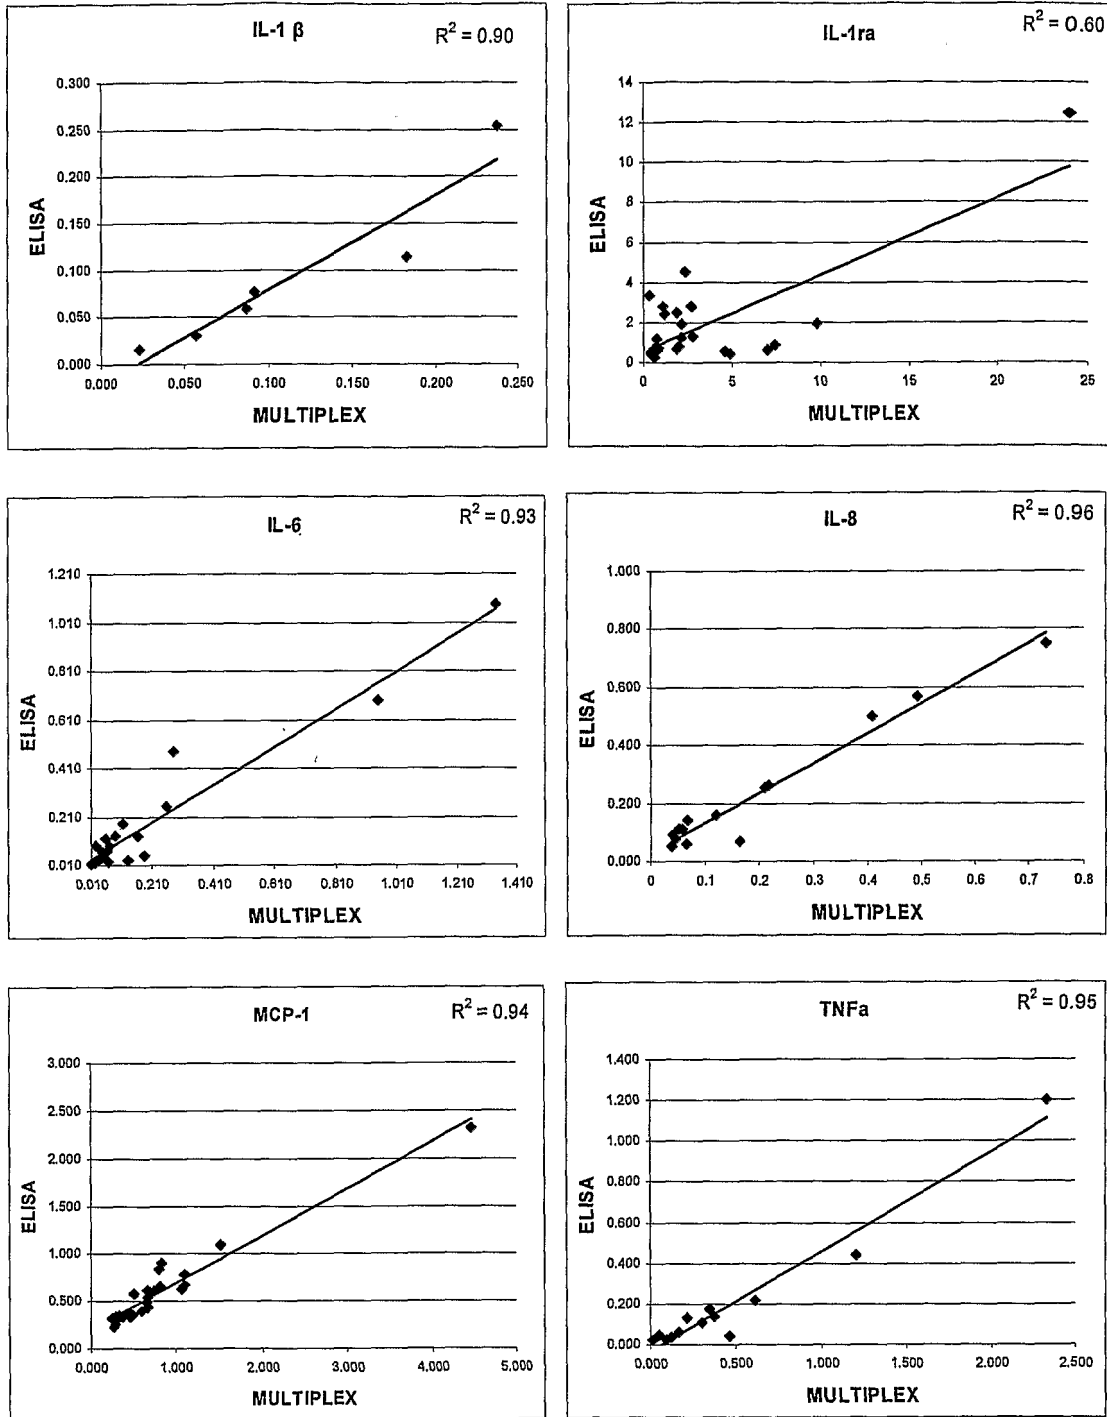 IL-1 β
R² = 0.90
0.300
0.250
0.200
0.150
0.100
0.050
0.000
ELISA
0.000 0.050 0.100 0.150 0.200 0.250
MULTIPLEX
IL-1ra
R² = 0.60
14
12
10
8
6
4
2
0
ELISA
0 5 10 15 20 25
MULTIPLEX
IL-6
R² = 0.93
1.210
1.010
0.810
0.610
0.410
0.210
0.010
ELISA
0.010 0.210 0.410 0.610 0.810 1.010 1.210 1.410
MULTIPLEX
IL-8
R² = 0.96
1.000
0.800
0.600
0.400
0.200
0.000
ELISA
0 0.1 0.2 0.3 0.4 0.5 0.6 0.7 0.8
MULTIPLEX
MCP-1
R² = 0.94
3.000
2.500
2.000
1.500
1.000
0.500
0.000
ELISA
0.000 1.000 2.000 3.000 4.000 5.000
MULTIPLEX
TNFa
R² = 0.95
1.400
1.200
1.000
0.800
0.600
0.400
0.200
0.000
ELISA
0.000 0.500 1.000 1.500 2.000 2.500
MULTIPLEX